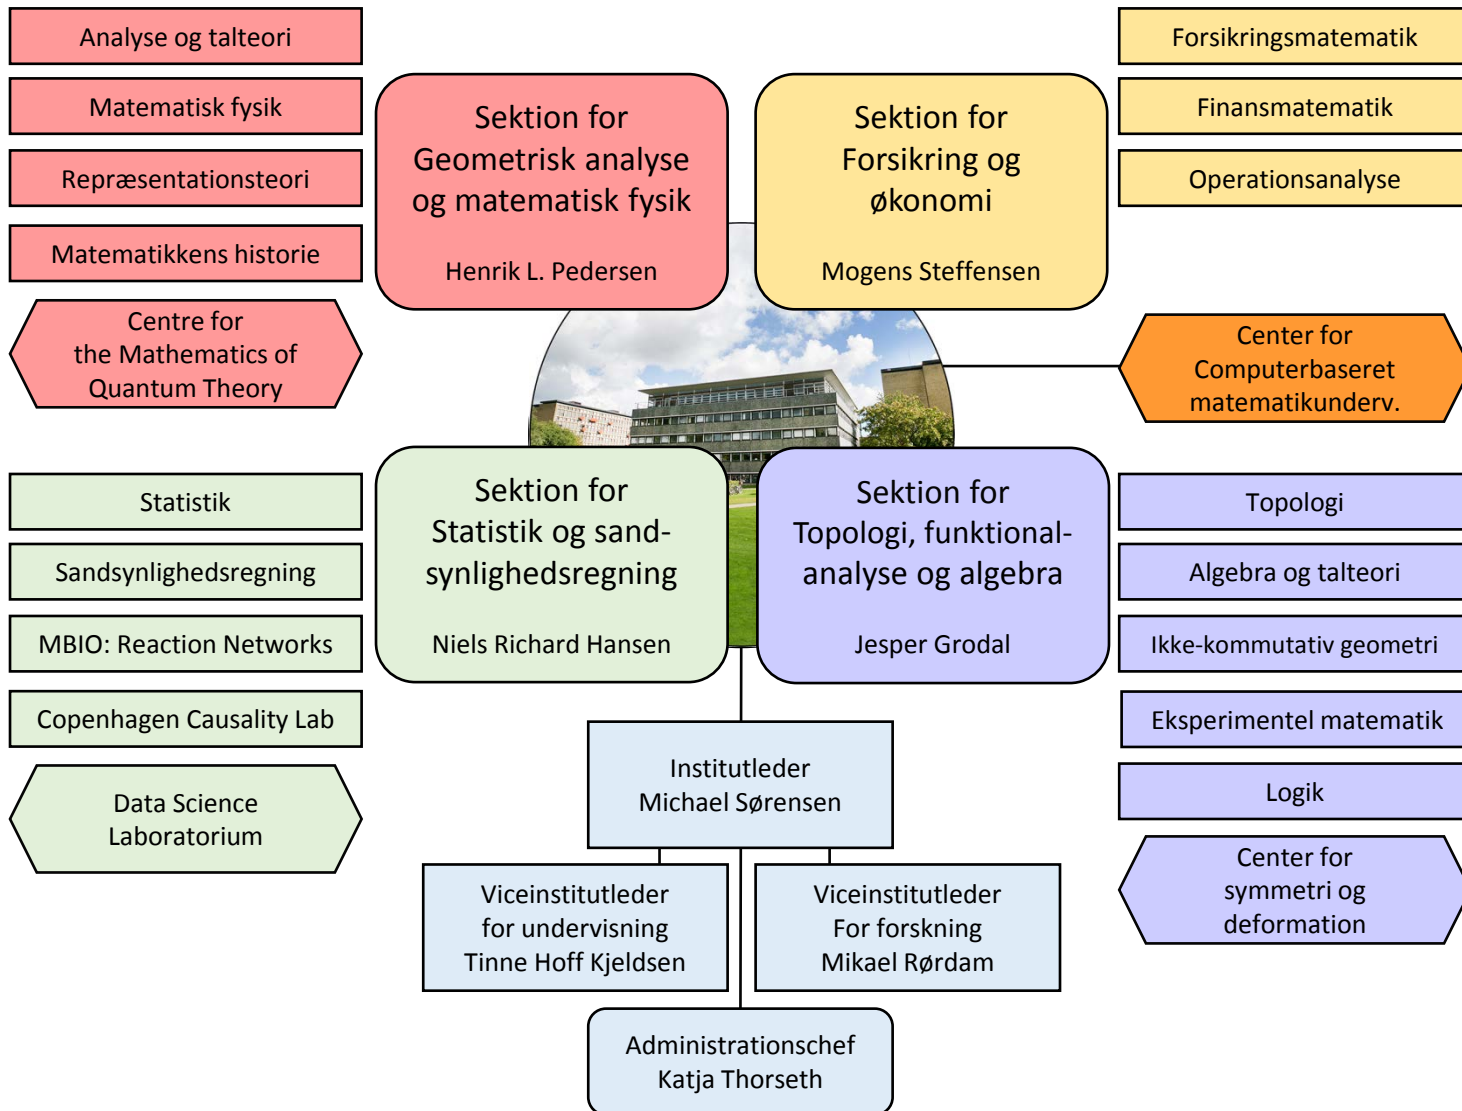 Analyse og talteori
Matematisk fysik
Repræsentationsteori
Matematikkens historie
Centre for
the Mathematics of
Quantum Theory
Sektion for
Geometrisk analyse
og matematisk fysik
Henrik L. Pedersen
Sektion for
Forsikring og
økonomi
Mogens Steffensen
Forsikringsmatematik
Finansmatematik
Operationsanalyse
Center for
Computerbaseret
matematikunderv.
Statistik
Sandsynlighedsregning
MBIO: Reaction Networks
Copenhagen Causality Lab
Data Science
Laboratorium
Sektion for
Statistik og sand-
synlighedsregning
Niels Richard Hansen
Sektion for
Topologi, funktional-
analyse og algebra
Jesper Grodal
Topologi
Algebra og talteori
Ikke-kommutativ geometri
Eksperimentel matematik
Logik
Center for
symmetri og
deformation
Institutleder
Michael Sørensen
Viceinstitutleder
for undervisning
Tinne Hoff Kjeldsen
Viceinstitutleder
For forskning
Mikael Rørdam
Administrationschef
Katja Thorseth